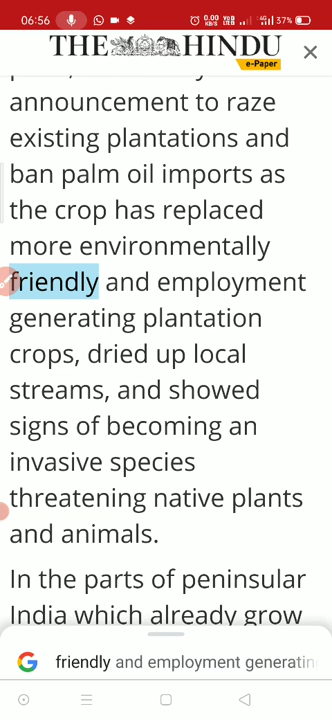 06:56
0.00 KB/S
4G
37%
THE HINDU
e-Paper
announcement to raze
existing plantations and
ban palm oil imports as
the crop has replaced
more environmentally
friendly and employment
generating plantation
crops, dried up local
streams, and showed
signs of becoming an
invasive species
threatening native plants
and animals.
In the parts of peninsular
India which already grow
friendly and employment generatin